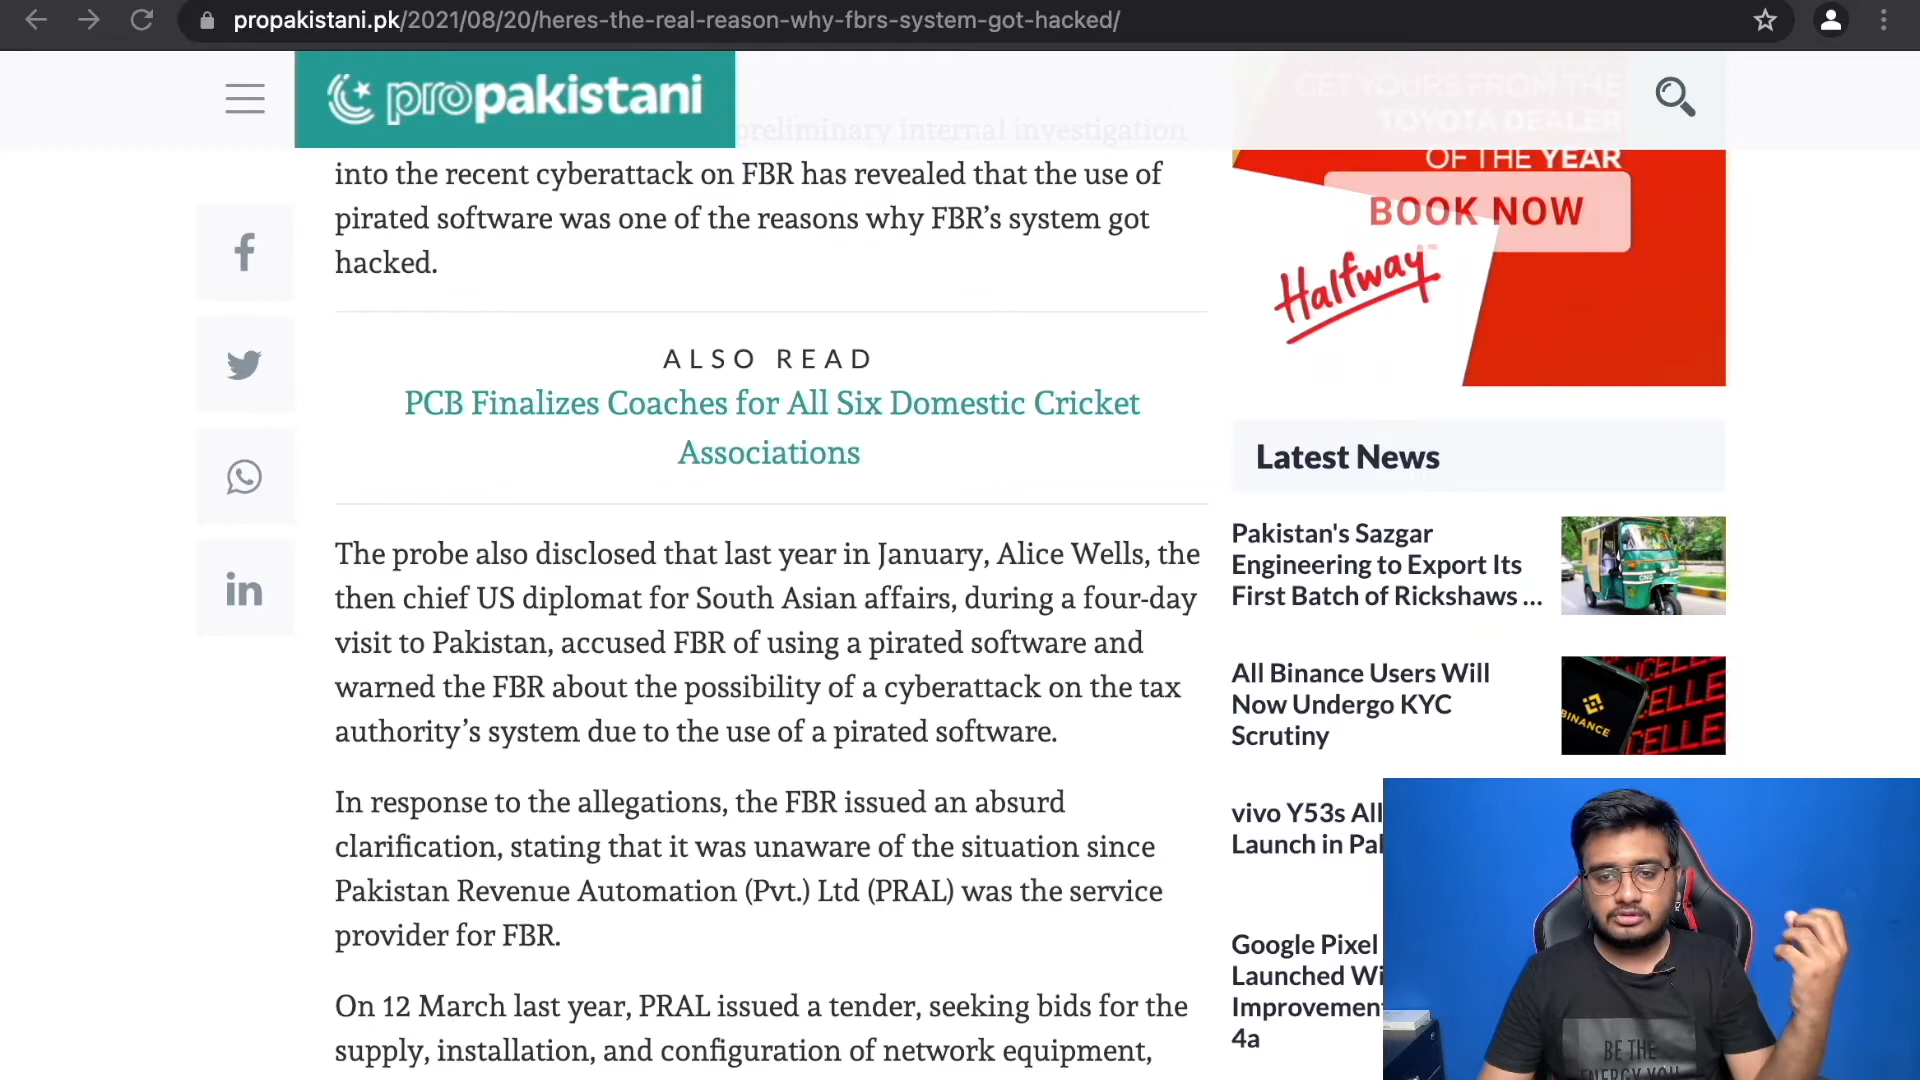 propakistani.pk/2021/08/20/heres-the-real-reason-why-fbrs-system-got-hacked/
propakistani
preliminary internal investigation
into the recent cyberattack on FBR has revealed that the use of
pirated software was one of the reasons why FBR’s system got
hacked.
ALSO READ
PCB Finalizes Coaches for All Six Domestic Cricket
Associations
The probe also disclosed that last year in January, Alice Wells, the
then chief US diplomat for South Asian affairs, during a four-day
visit to Pakistan, accused FBR of using a pirated software and
warned the FBR about the possibility of a cyberattack on the tax
authority’s system due to the use of a pirated software.
In response to the allegations, the FBR issued an absurd
clarification, stating that it was unaware of the situation since
Pakistan Revenue Automation (Pvt.) Ltd (PRAL) was the service
provider for FBR.
On 12 March last year, PRAL issued a tender, seeking bids for the
supply, installation, and configuration of network equipment,
GET YOURS FROM THE
TOYOTA DEALER
OF THE YEAR
BOOK NOW
Halfway
Latest News
Pakistan's Sazgar
Engineering to Export Its
First Batch of Rickshaws ...
All Binance Users Will
Now Undergo KYC
Scrutiny
BINANCE
vivo Y53s All
Launch in
Google Pixel
Launched
4a
BE THE
ENERGY YOU